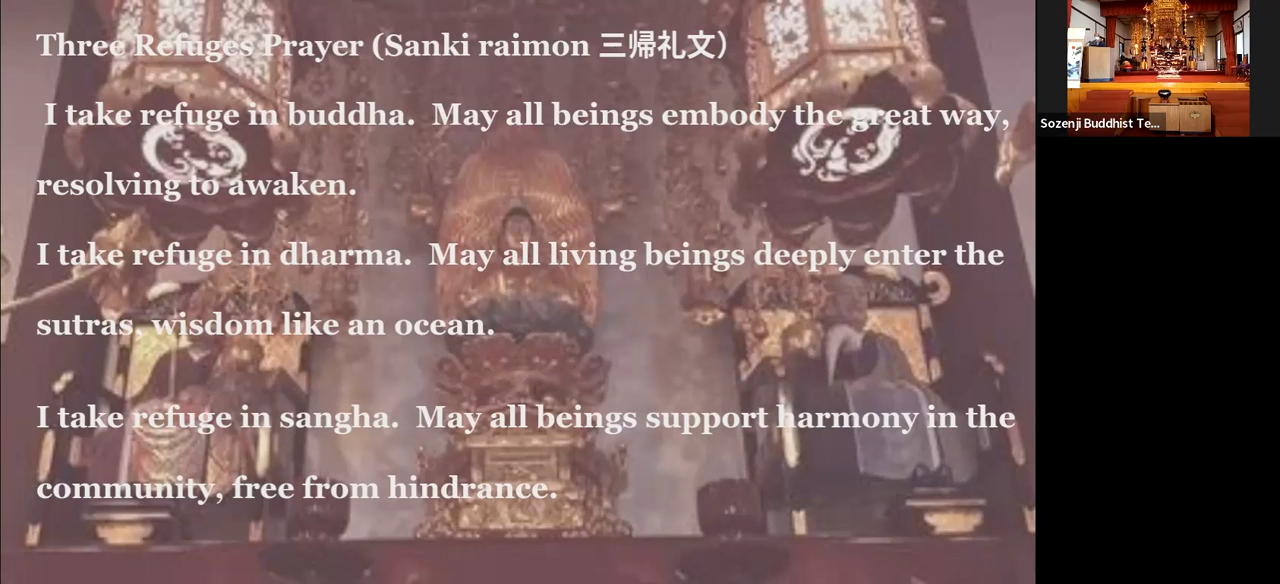 Three Refuges Prayer (Sanki raimon 三帰礼文）
I take refuge in buddha. May all beings embody the great way,
resolving to awaken.
I take refuge in dharma. May all living beings deeply enter the
sutras, wisdom like an ocean.
I take refuge in sangha. May all beings support harmony in the
community, free from hindrance.
Sozenji Buddhist Te...